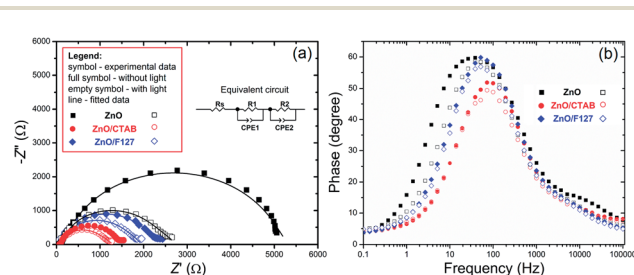 (a)
Legend:
symbol - experimental data
full symbol - without light
empty symbol - with light
line - fitted data
ZnO
ZnO/CTAB
ZnO/F127
Equivalent circuit
Rs R1 R2
CPE1 CPE2
6000
5000
4000
3000
2000
1000
0
0 1000 2000 3000 4000 5000 6000
-Z" (Ω)
Z' (Ω)
(b)
ZnO
ZnO/CTAB
ZnO/F127
60
50
40
30
20
10
0
0.1 1 10 100 1000 10000 100000
Phase (degree)
Frequency (Hz)